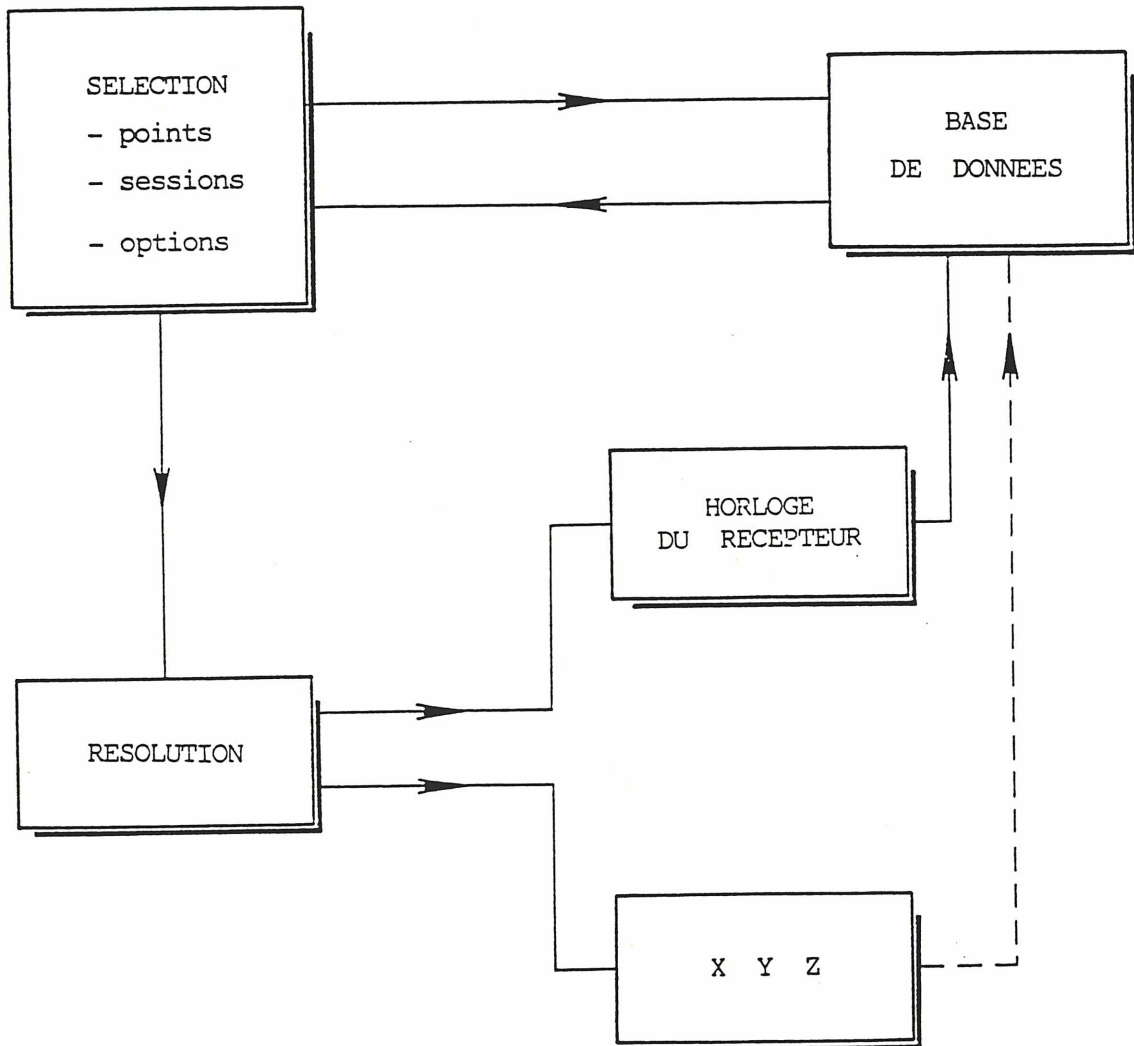 SELECTION
- points
- sessions
- options
BASE
DE DONNEES
HORLOGE
DU RECEPTEUR
RESOLUTION
X Y Z